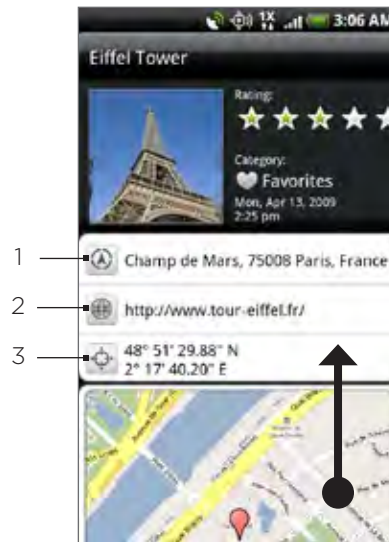 1X 3:06 AM
Eiffel Tower
Rating:
Category:
Favorites
Mon, Apr 13, 2009
2:25 pm
1
Champ de Mars, 75008 Paris, France
2
http://www.tour-eiffel.fr/
3
48° 51' 29.88" N
2° 17' 40.20" E